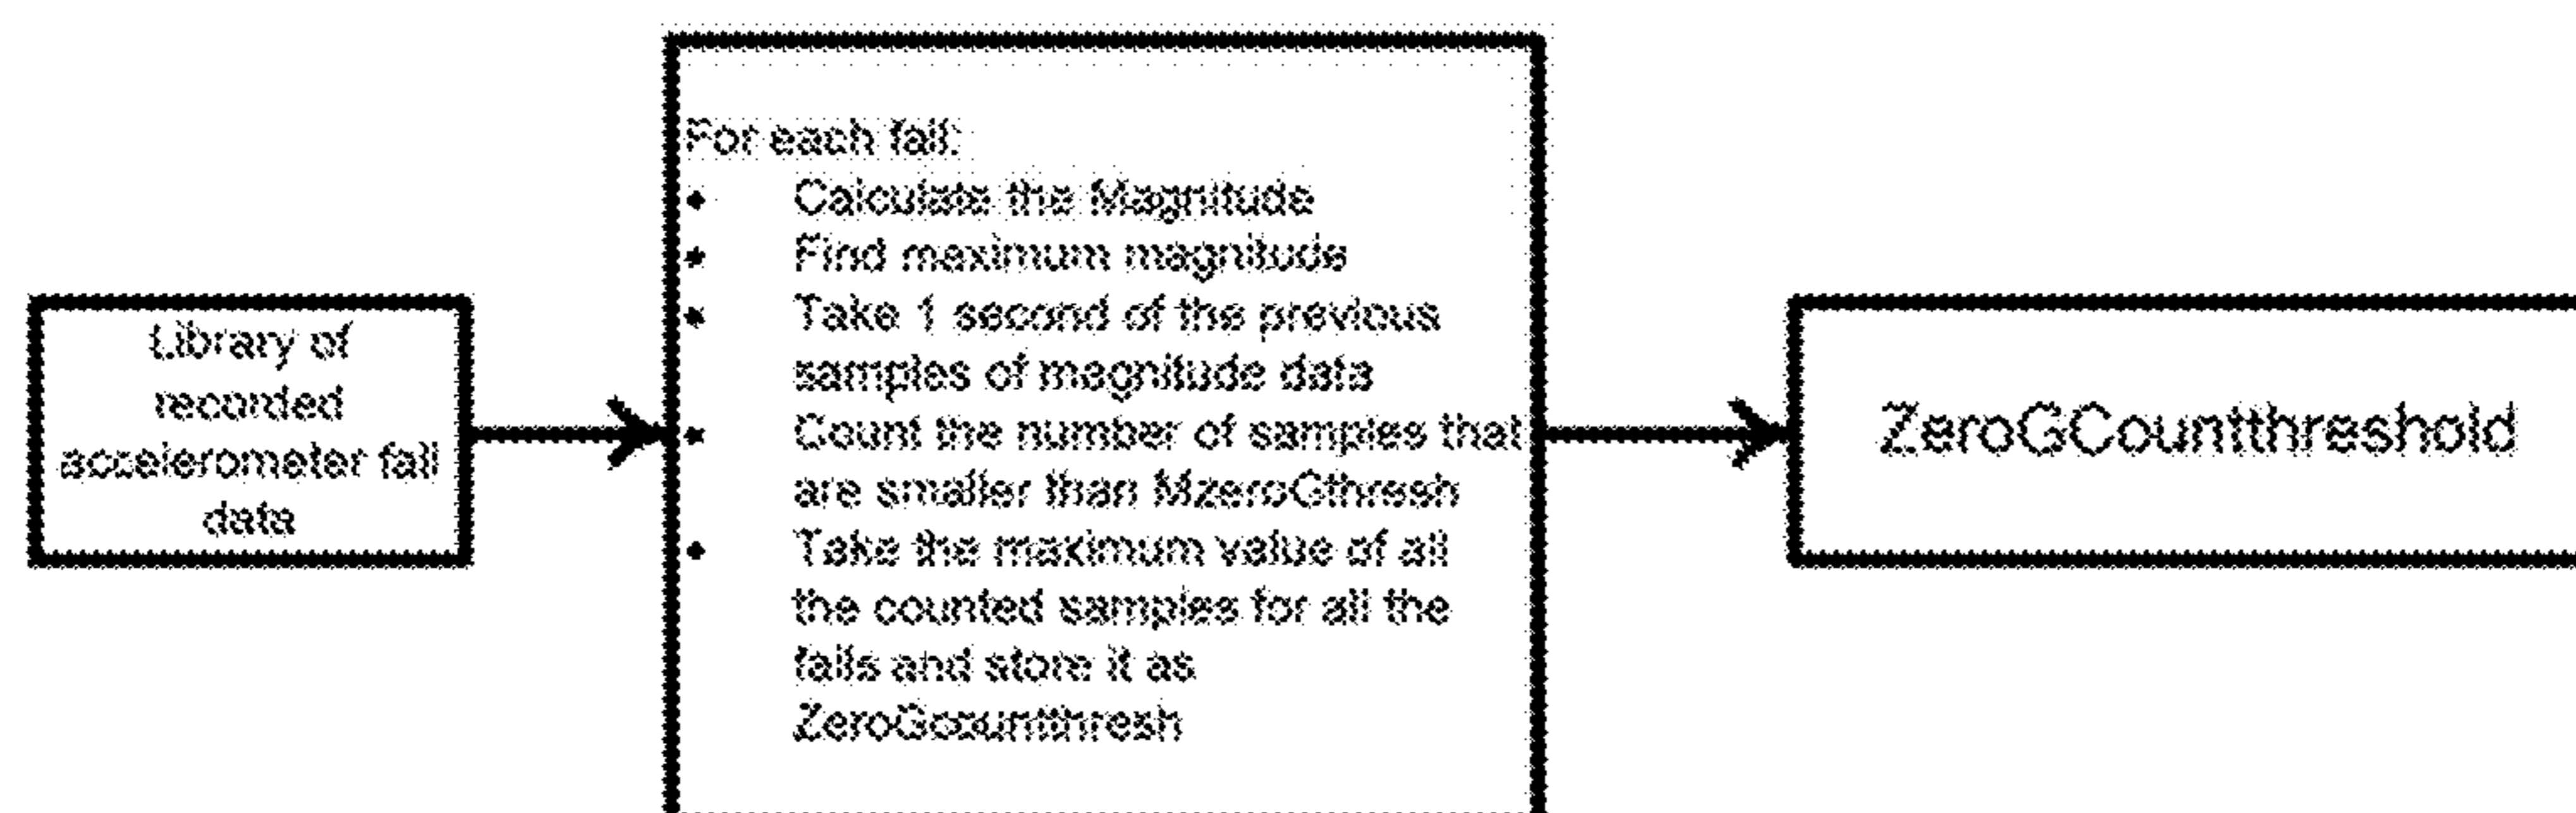 Library of
recorded
accelerometer fall
data
For each fall:
• Calculate the Magnitude
• Find maximum magnitude
• Take 1 second of the previous
samples of magnitude data
• Count the number of samples that
are smaller than MzeroGthresh
• Take the maximum value of all
the counted samples for all the
falls and store it as
ZeroGcountthresh
ZeroGCountthreshold